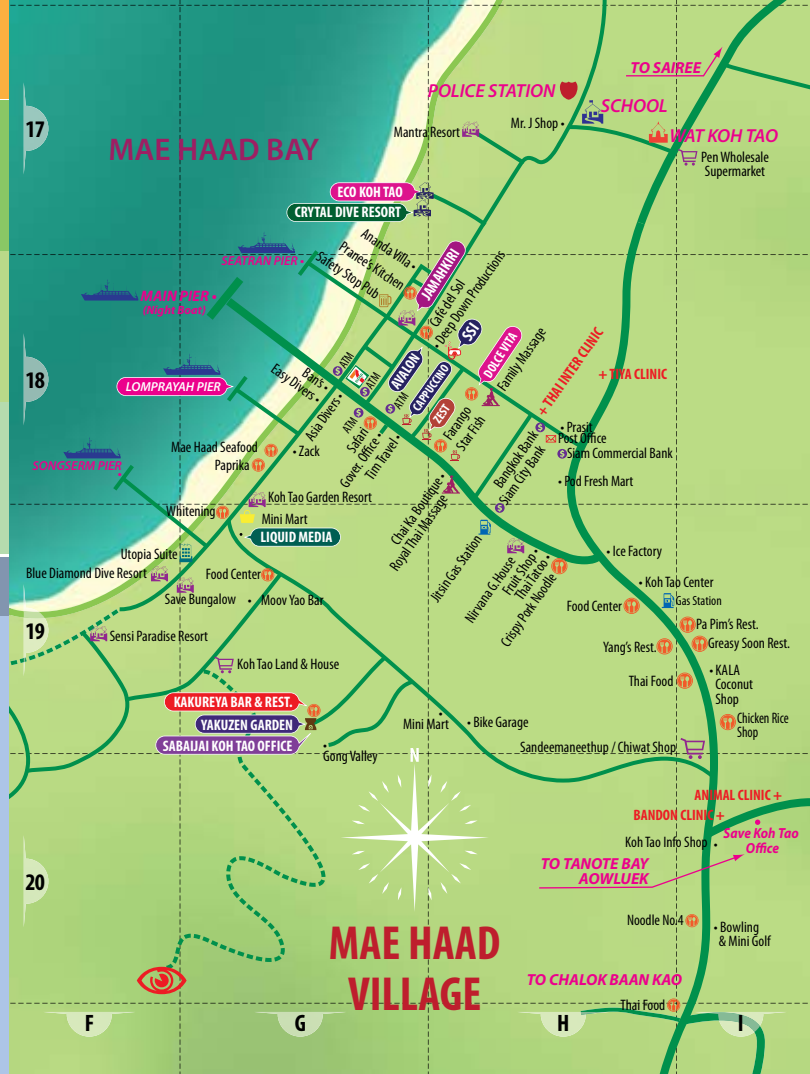 TO SAIREE
POLICE STATION
SCHOOL
17
Mr. J Shop
Mantra Resort
WAT KOH TAO
MAE HAAD BAY
Pen Wholesale
Supermarket
ECO KOH TAO
CRYTAL DIVE RESORT
Ananda Villa
SEATRAN PIER
Pranee's Kitchen
Safety Stop Pub
JAMAHKIRI
Café del Sol
Deep Down Productions
MAIN PIER
(Night Boat)
SSI
DOLCE VITA
Family Massage
+ THAI INTER CLINIC
+ TIYA CLINIC
18
LOMPRAYAH PIER
Ban's
Easy Divers
Asia Divers
ATM
ATM
ATM
ATM
AVALON
CAPPUCCINO
ZEST
Safari
Gover. Office
Tim Travel
Farango
Star Fish
Prasit
Post Office
Siam Commercial Bank
Bangkok Bank
Siam City Bank
Mae Haad Seafood
Zack
Paprika
SONGSERM PIER
Pod Fresh Mart
Koh Tao Garden Resort
Chai Ka Boutique
Royal Thai Massage
Whitening
Mini Mart
LIQUID MEDIA
Jitsin Gas Station
Nirvana G. House
Fruit Shop
Thai Tatoo
Crispy Pork Noodle
Ice Factory
Utopia Suite
Blue Diamond Dive Resort
Food Center
Koh Tao Center
Save Bungalow
Moov Yao Bar
Food Center
Gas Station
19
Pa Pim's Rest.
Sensi Paradise Resort
Yang's Rest.
Greasy Soon Rest.
Koh Tao Land & House
Thai Food
KALA
Coconut
Shop
KAKUREYA BAR & REST.
YAKUZEN GARDEN
SABAIJAI KOH TAO OFFICE
Mini Mart
Bike Garage
Chicken Rice
Shop
Gong Valley
Sandeemaneethup / Chiwat Shop
N
ANIMAL CLINIC +
BANDON CLINIC +
Save Koh Tao
Office
Koh Tao Info Shop
TO TANOTE BAY
AOWLUEK
20
Noodle No.4
Bowling
& Mini Golf
MAE HAAD
VILLAGE
TO CHALOK BAAN KAO
Thai Food
F
G
H
I